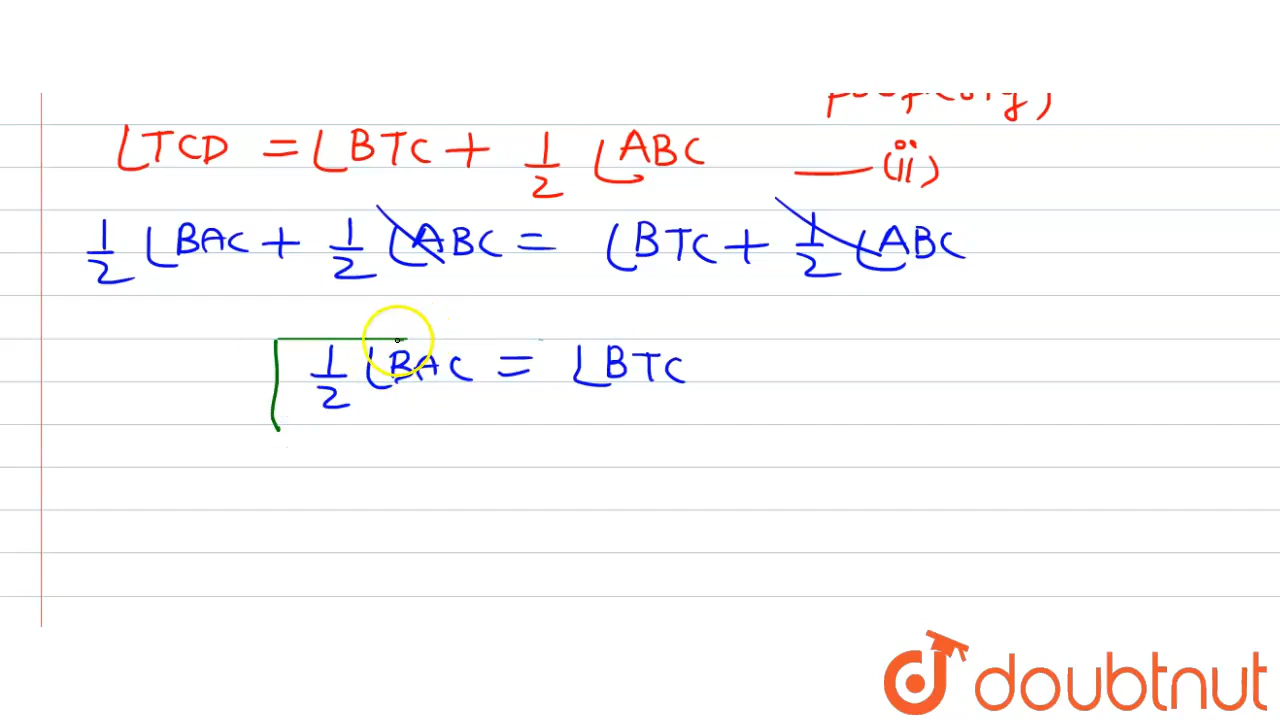 ∠TCD = ∠BTC + 1/2 ∠ABC —(ii)
1/2 ∠BAC + 1/2 ∠ABC = ∠BTC + 1/2 ∠ABC
1/2 ∠BAC = ∠BTC
doubtnut